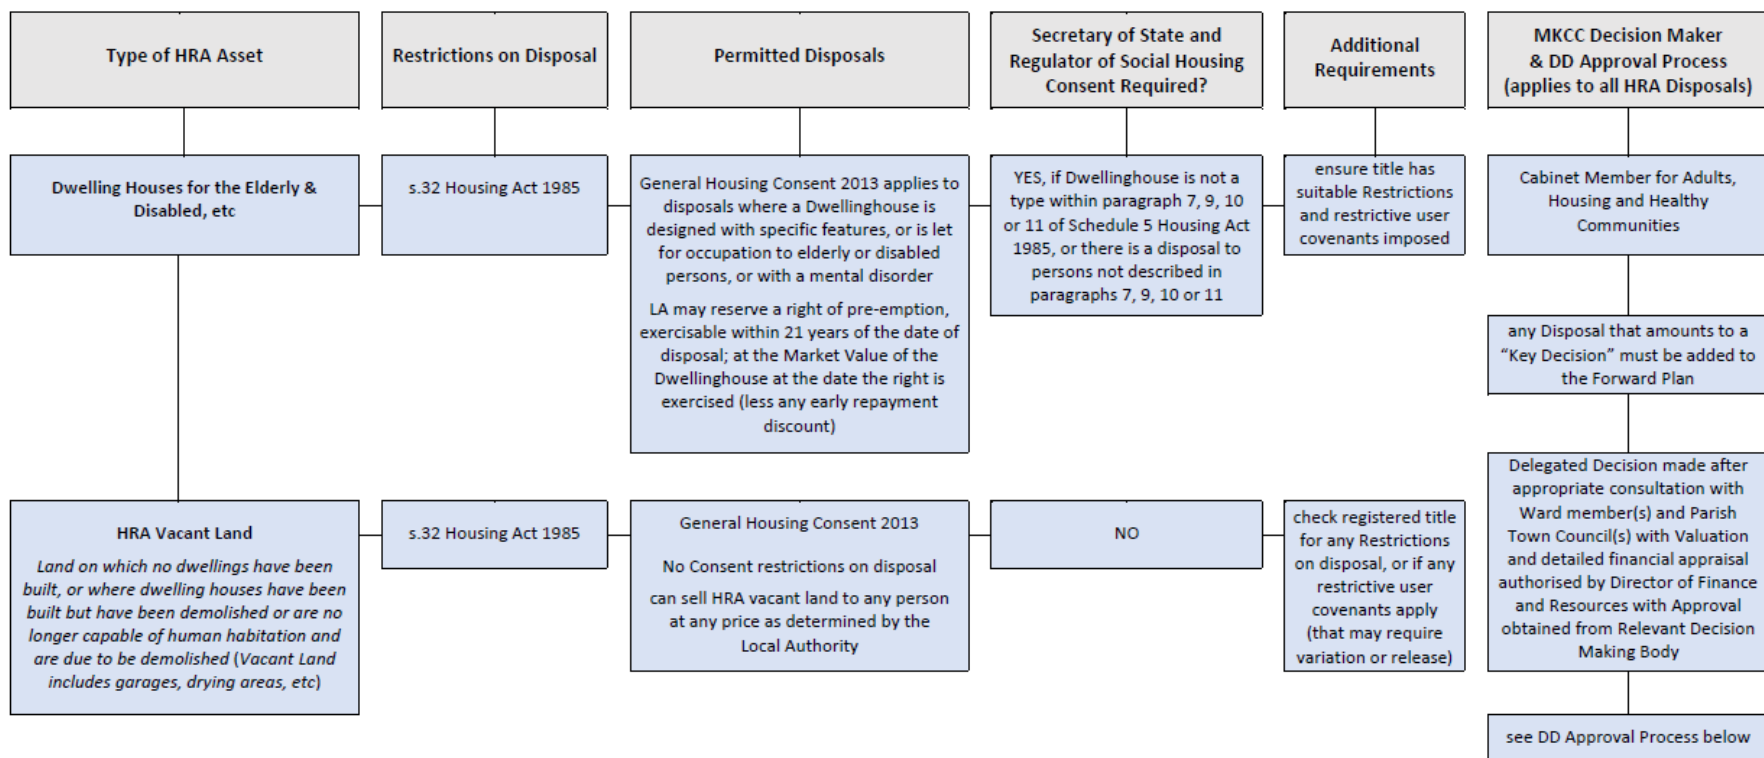 Type of HRA Asset
Restrictions on Disposal
Permitted Disposals
Secretary of State and
Regulator of Social Housing
Consent Required?
Additional
Requirements
MKCC Decision Maker
& DD Approval Process
(applies to all HRA Disposals)
Dwelling Houses for the Elderly &
Disabled, etc
s.32 Housing Act 1985
General Housing Consent 2013 applies to
disposals where a Dwellinghouse is
designed with specific features, or is let
for occupation to elderly or disabled
persons, or with a mental disorder
LA may reserve a right of pre-emption,
exercisable within 21 years of the date of
disposal; at the Market Value of the
Dwellinghouse at the date the right is
exercised (less any early repayment
discount)
YES, if Dwellinghouse is not a
type within paragraph 7, 9, 10
or 11 of Schedule 5 Housing Act
1985, or there is a disposal to
persons not described in
paragraphs 7, 9, 10 or 11
ensure title has
suitable Restrictions
and restrictive user
covenants imposed
Cabinet Member for Adults,
Housing and Healthy
Communities
any Disposal that amounts to a
“Key Decision” must be added to
the Forward Plan
HRA Vacant Land
Land on which no dwellings have been
built, or where dwelling houses have been
built but have been demolished or are no
longer capable of human habitation and
are due to be demolished (Vacant Land
includes garages, drying areas, etc)
s.32 Housing Act 1985
General Housing Consent 2013
No Consent restrictions on disposal
can sell HRA vacant land to any person
at any price as determined by the
Local Authority
NO
check registered title
for any Restrictions
on disposal, or if any
restrictive user
covenants apply
(that may require
variation or release)
Delegated Decision made after
appropriate consultation with
Ward member(s) and Parish
Town Council(s) with Valuation
and detailed financial appraisal
authorised by Director of Finance
and Resources with Approval
obtained from Relevant Decision
Making Body
see DD Approval Process below